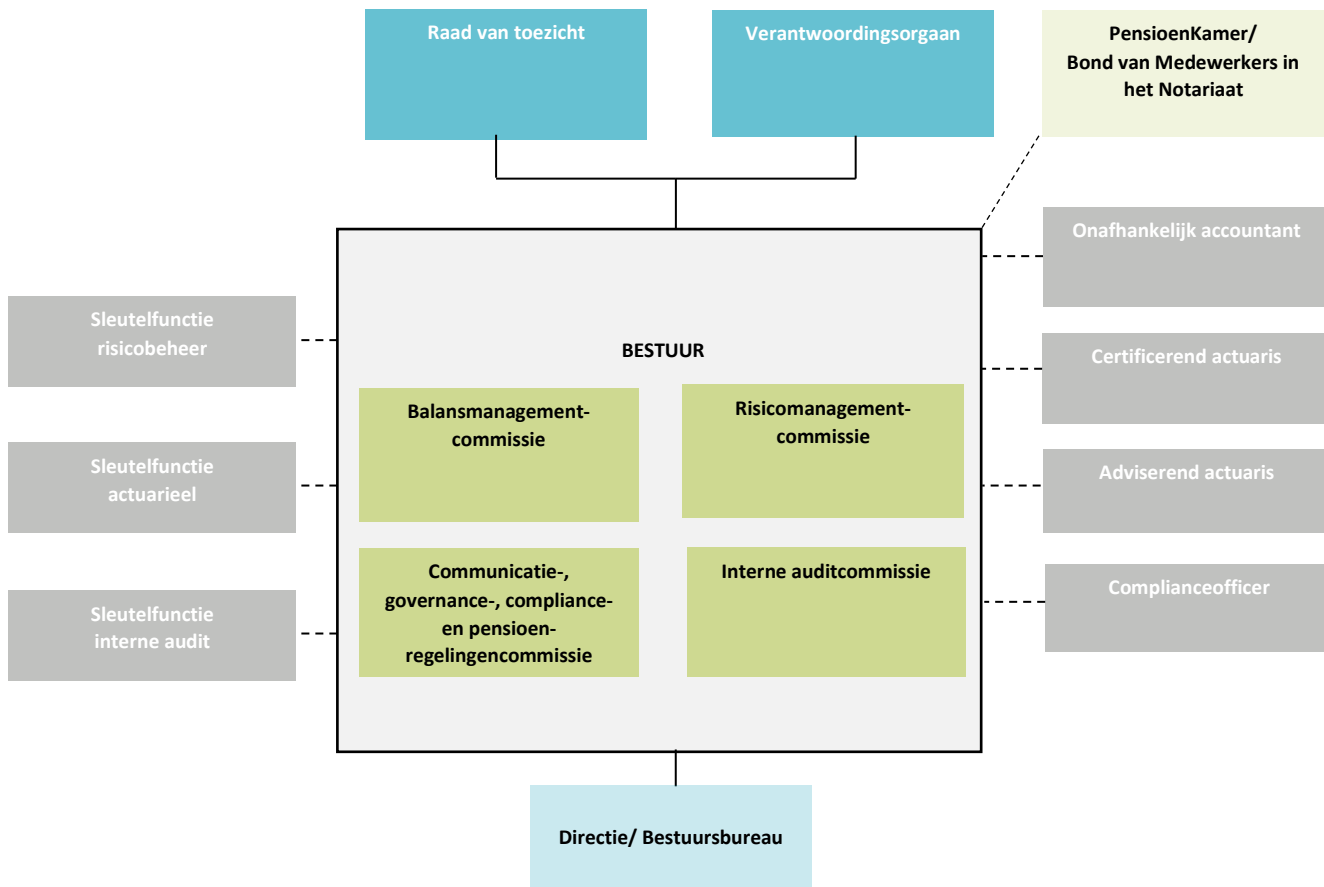 Raad van toezicht
Verantwoordingsorgaan
PensioenKamer/
Bond van Medewerkers in
het Notariaat
Onafhankelijk accountant
Sleutelfunctie
risicobeheer
BESTUUR
Certificerend actuaris
Balansmanagement-
commissie
Risicomanagement-
commissie
Sleutelfunctie
actuarieel
Adviserend actuaris
Communicatie-,
governance-, compliance-
en pensioen-
regelingencommissie
Interne auditcommissie
Sleutelfunctie
interne audit
Complianceofficer
Directie/ Bestuursbureau